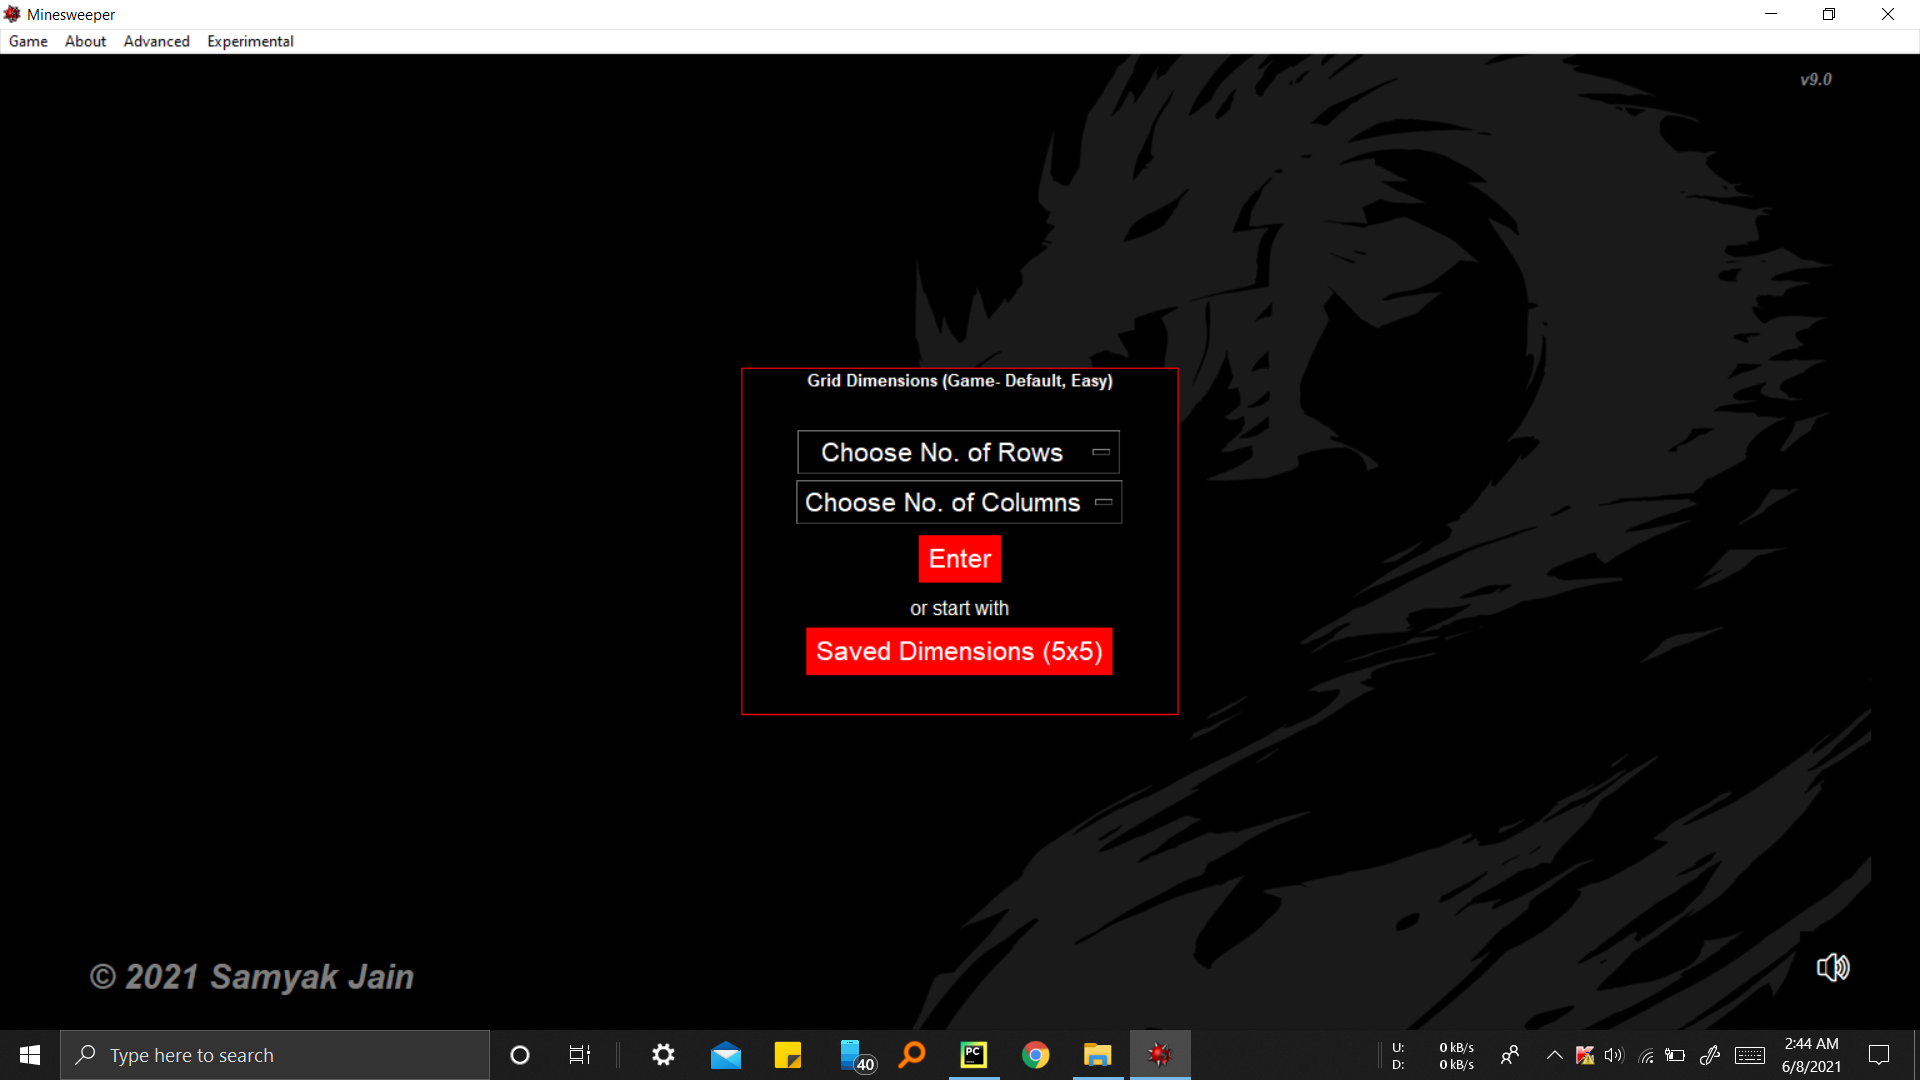 Minesweeper
Game About Advanced Experimental
v9.0
Grid Dimensions (Game- Default, Easy)
Choose No. of Rows
Choose No. of Columns
Enter
or start with
Saved Dimensions (5x5)
© 2021 Samyak Jain
Type here to search
40
PC
U: 0 kB/s
D: 0 kB/s
2:44 AM
6/8/2021